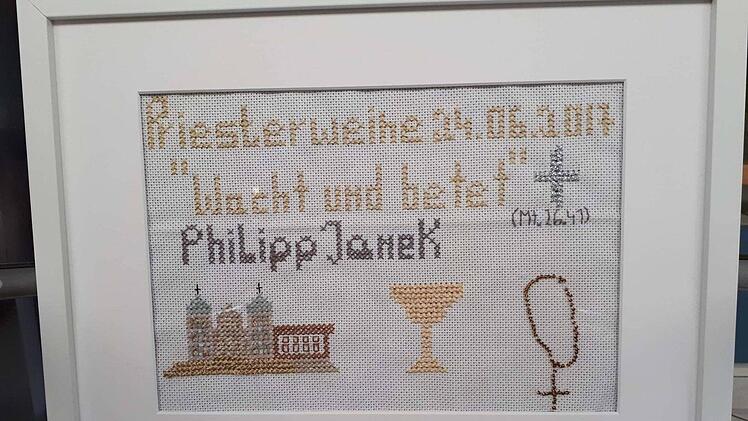 Priesterweihe 24.06.2017
"Wacht und betet"
(Mt. 26.41)
Philipp Janek